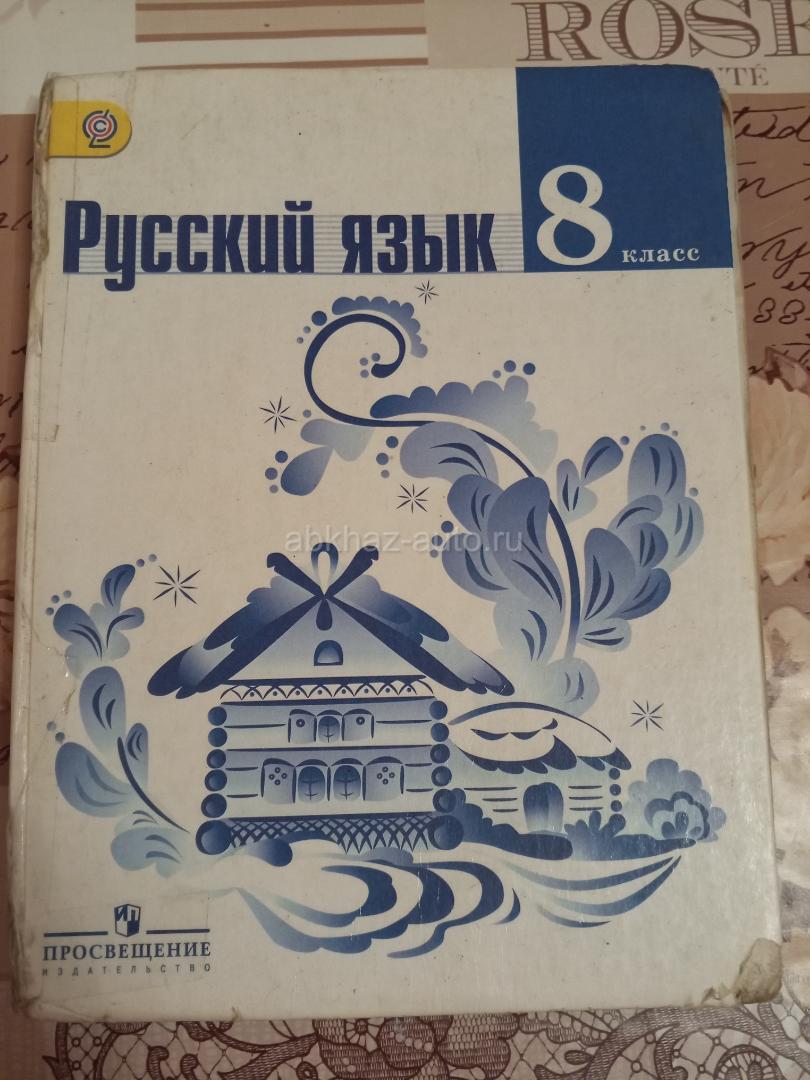 ROSE
Русский язык
8
класс
abkhaz-auto.ru
ПРОСВЕЩЕНИЕ
ИЗДАТЕЛЬСТВО